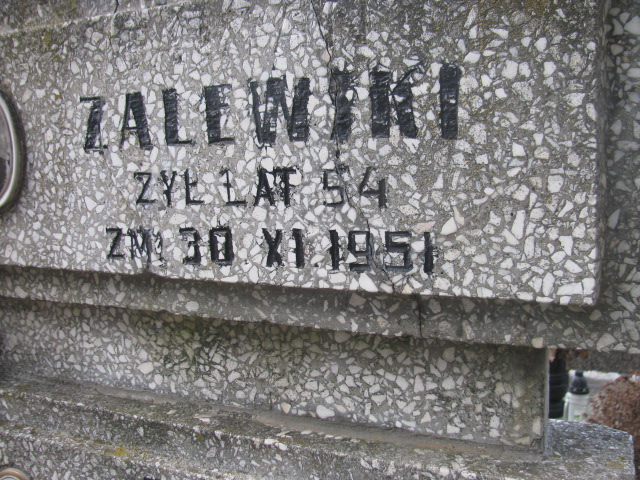 ZALEWSKI
ŻYŁ LAT 54
ZM. 30 XI 1951